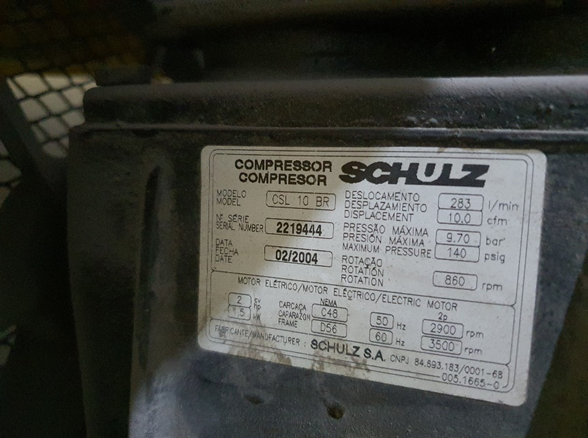 COMPRESSOR SCHULZ
COMPRESOR
MODELO
MODEL CSL 10 BR
Nº SÉRIE
SERIAL NUMBER 2219444
DATA
FECHA
DATE 02/2004
DESLOCAMENTO
DESPLAZAMIENTO
DISPLACEMENT 283 l/min
10,0 cfm
PRESSÃO MÁXIMA
PRESIÓN MÁXIMA
MAXIMUM PRESSURE 9.70 bar
140 psig
ROTAÇÃO
ROTATION
ROTATION 860 rpm
MOTOR ELÉTRICO/MOTOR ELÉCTRICO/ELECTRIC MOTOR
2 cv hp
1.5 kW
CARCAÇA
CAPARAZON
FRAME
NEMA
C48
D56
50 Hz
60 Hz
2p
2900 rpm
3500 rpm
FABRICANTE/MANUFACTURER : SCHULZ S.A. CNPJ 84.693.183/0001-68
005.1665-0